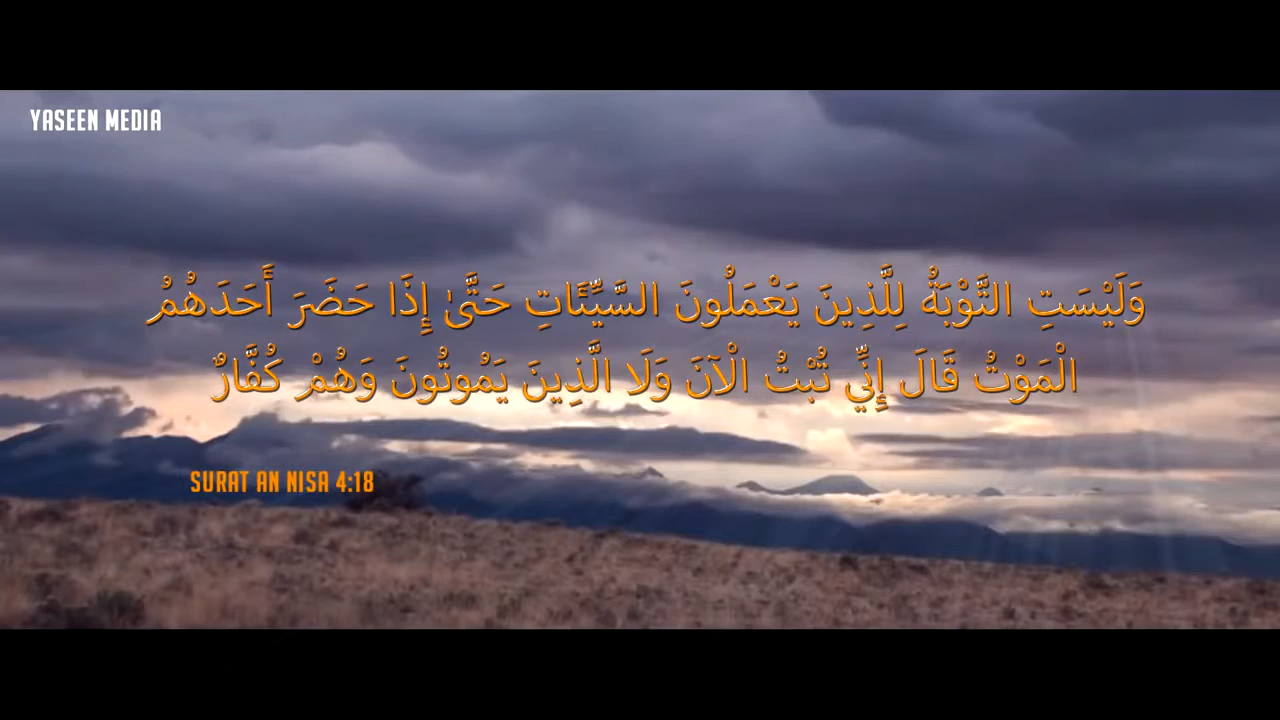 YASEEN MEDIA
وَلَيْسَتِ التَّوْبَةُ لِلَّذِينَ يَعْمَلُونَ السَّيِّئَاتِ حَتَّىٰ إِذَا حَضَرَ أَحَدَهُمُ
الْمَوْتُ قَالَ إِنِّي تُبْتُ الْآنَ وَلَا الَّذِينَ يَمُوتُونَ وَهُمْ كُفَّارٌ
SURAT AN NISA 4:18